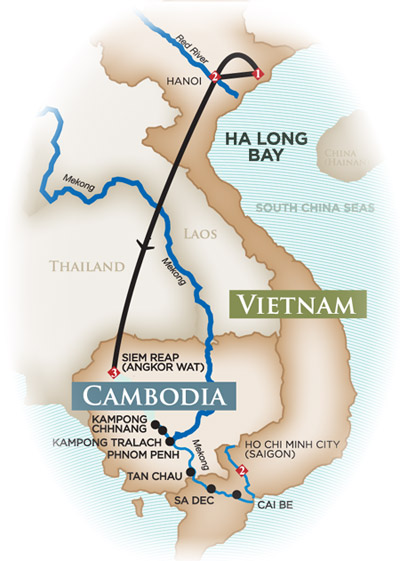 Red River
2
1
HANOI
HA LONG
BAY
CHINA
(HAINAN)
Mekong
SOUTH CHINA SEAS
LAOS
THAILAND
Mekong
VIETNAM
SIEM REAP
(ANGKOR WAT)
3
CAMBODIA
KAMPONG
CHHNANG
KAMPONG TRALACH
PHNOM PENH
Mekong
HO CHI MINH CITY
(SAIGON)
2
TAN CHAU
SA DEC
CAI BE